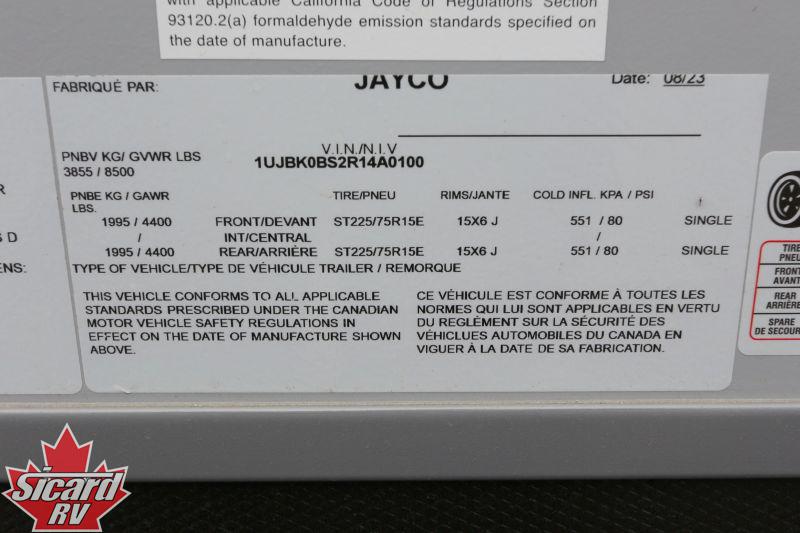 with applicable California Code of Regulations Section
93120.2(a) formaldehyde emission standards specified on
the date of manufacture.
FABRIQUÉ PAR: JAYCO Date: 08/23
V.I.N./N.I.V
PNBV KG/ GVWR LBS 1UJBK0BS2R14A0100
3855 / 8500
PNBE KG / GAWR TIRE/PNEU RIMS/JANTE COLD INFL. KPA / PSI
LBS.
1995 / 4400 FRONT/DEVANT ST225/75R15E 15X6 J 551 / 80 SINGLE
/ INT/CENTRAL /
1995 / 4400 REAR/ARRIÈRE ST225/75R15E 15X6 J 551 / 80 SINGLE
TYPE OF VEHICLE/TYPE DE VÉHICULE TRAILER / REMORQUE
THIS VEHICLE CONFORMS TO ALL APPLICABLE
STANDARDS PRESCRIBED UNDER THE CANADIAN
MOTOR VEHICLE SAFETY REGULATIONS IN
EFFECT ON THE DATE OF MANUFACTURE SHOWN
ABOVE.
CE VÉHICULE EST CONFORME À TOUTES LES
NORMES QUI LUI SONT APPLICABLES EN VERTU
DU REGLEMENT SUR LA SÉCURITÉ DES
VÉHICLUES AUTOMOBILES DU CANADA EN
VIGUER À LA DATE DE SA FABRICATION.
R
S D
ENS:
TIRE
PNEU
FRONT
AVANT
REAR
ARRIÈRE
SPARE
DE SECOURS
Sicard
RV